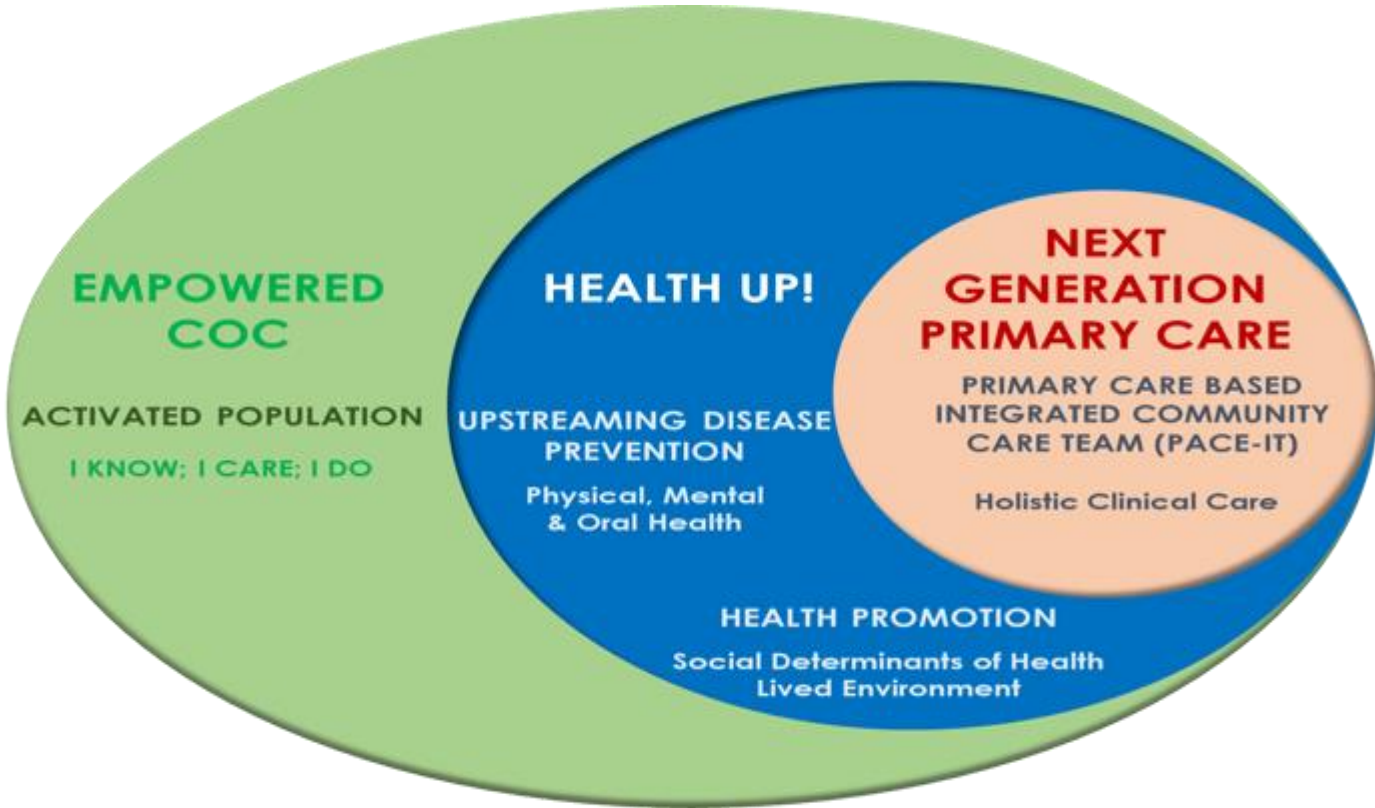 EMPOWERED
COC
ACTIVATED POPULATION
I KNOW; I CARE; I DO
HEALTH UP!
UPSTREAMING DISEASE
PREVENTION
Physical, Mental
& Oral Health
HEALTH PROMOTION
Social Determinants of Health
Lived Environment
NEXT
GENERATION
PRIMARY CARE
PRIMARY CARE BASED
INTEGRATED COMMUNITY
CARE TEAM (PACE-IT)
Holistic Clinical Care